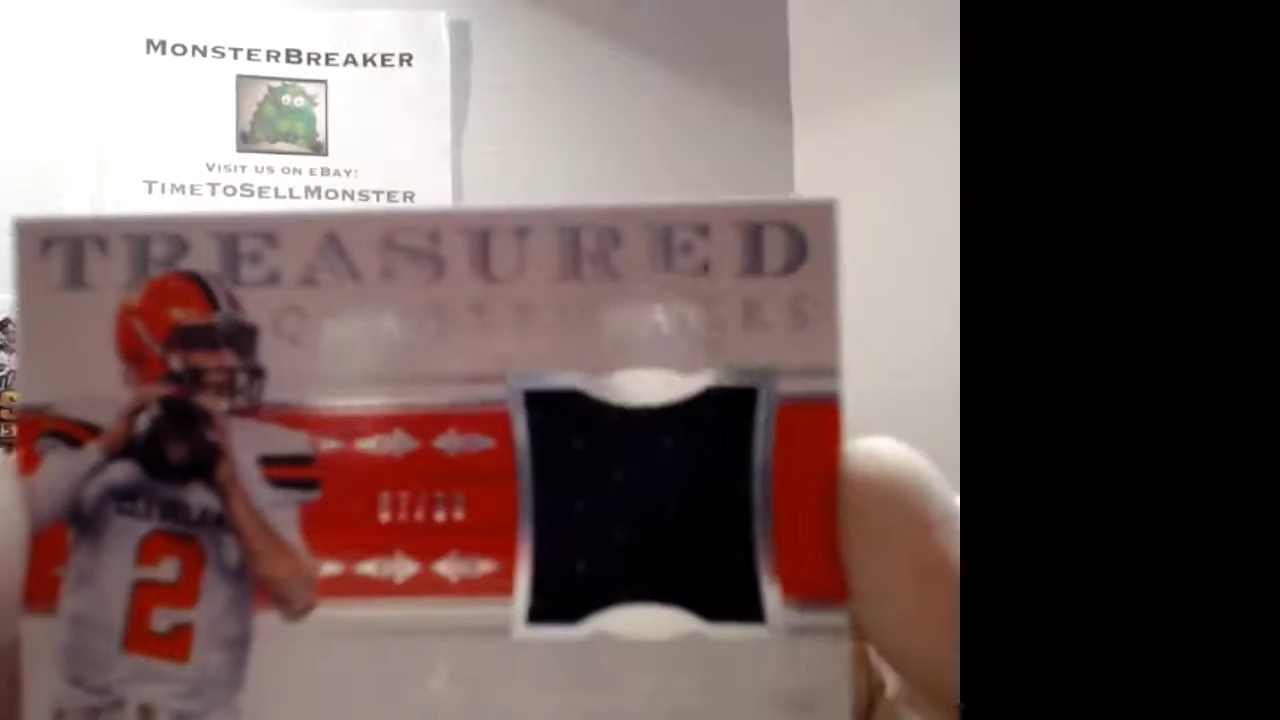 MONSTERBREAKER
VISIT US ON EBAY:
TIMETOSELLMONSTER
TREASURED
2